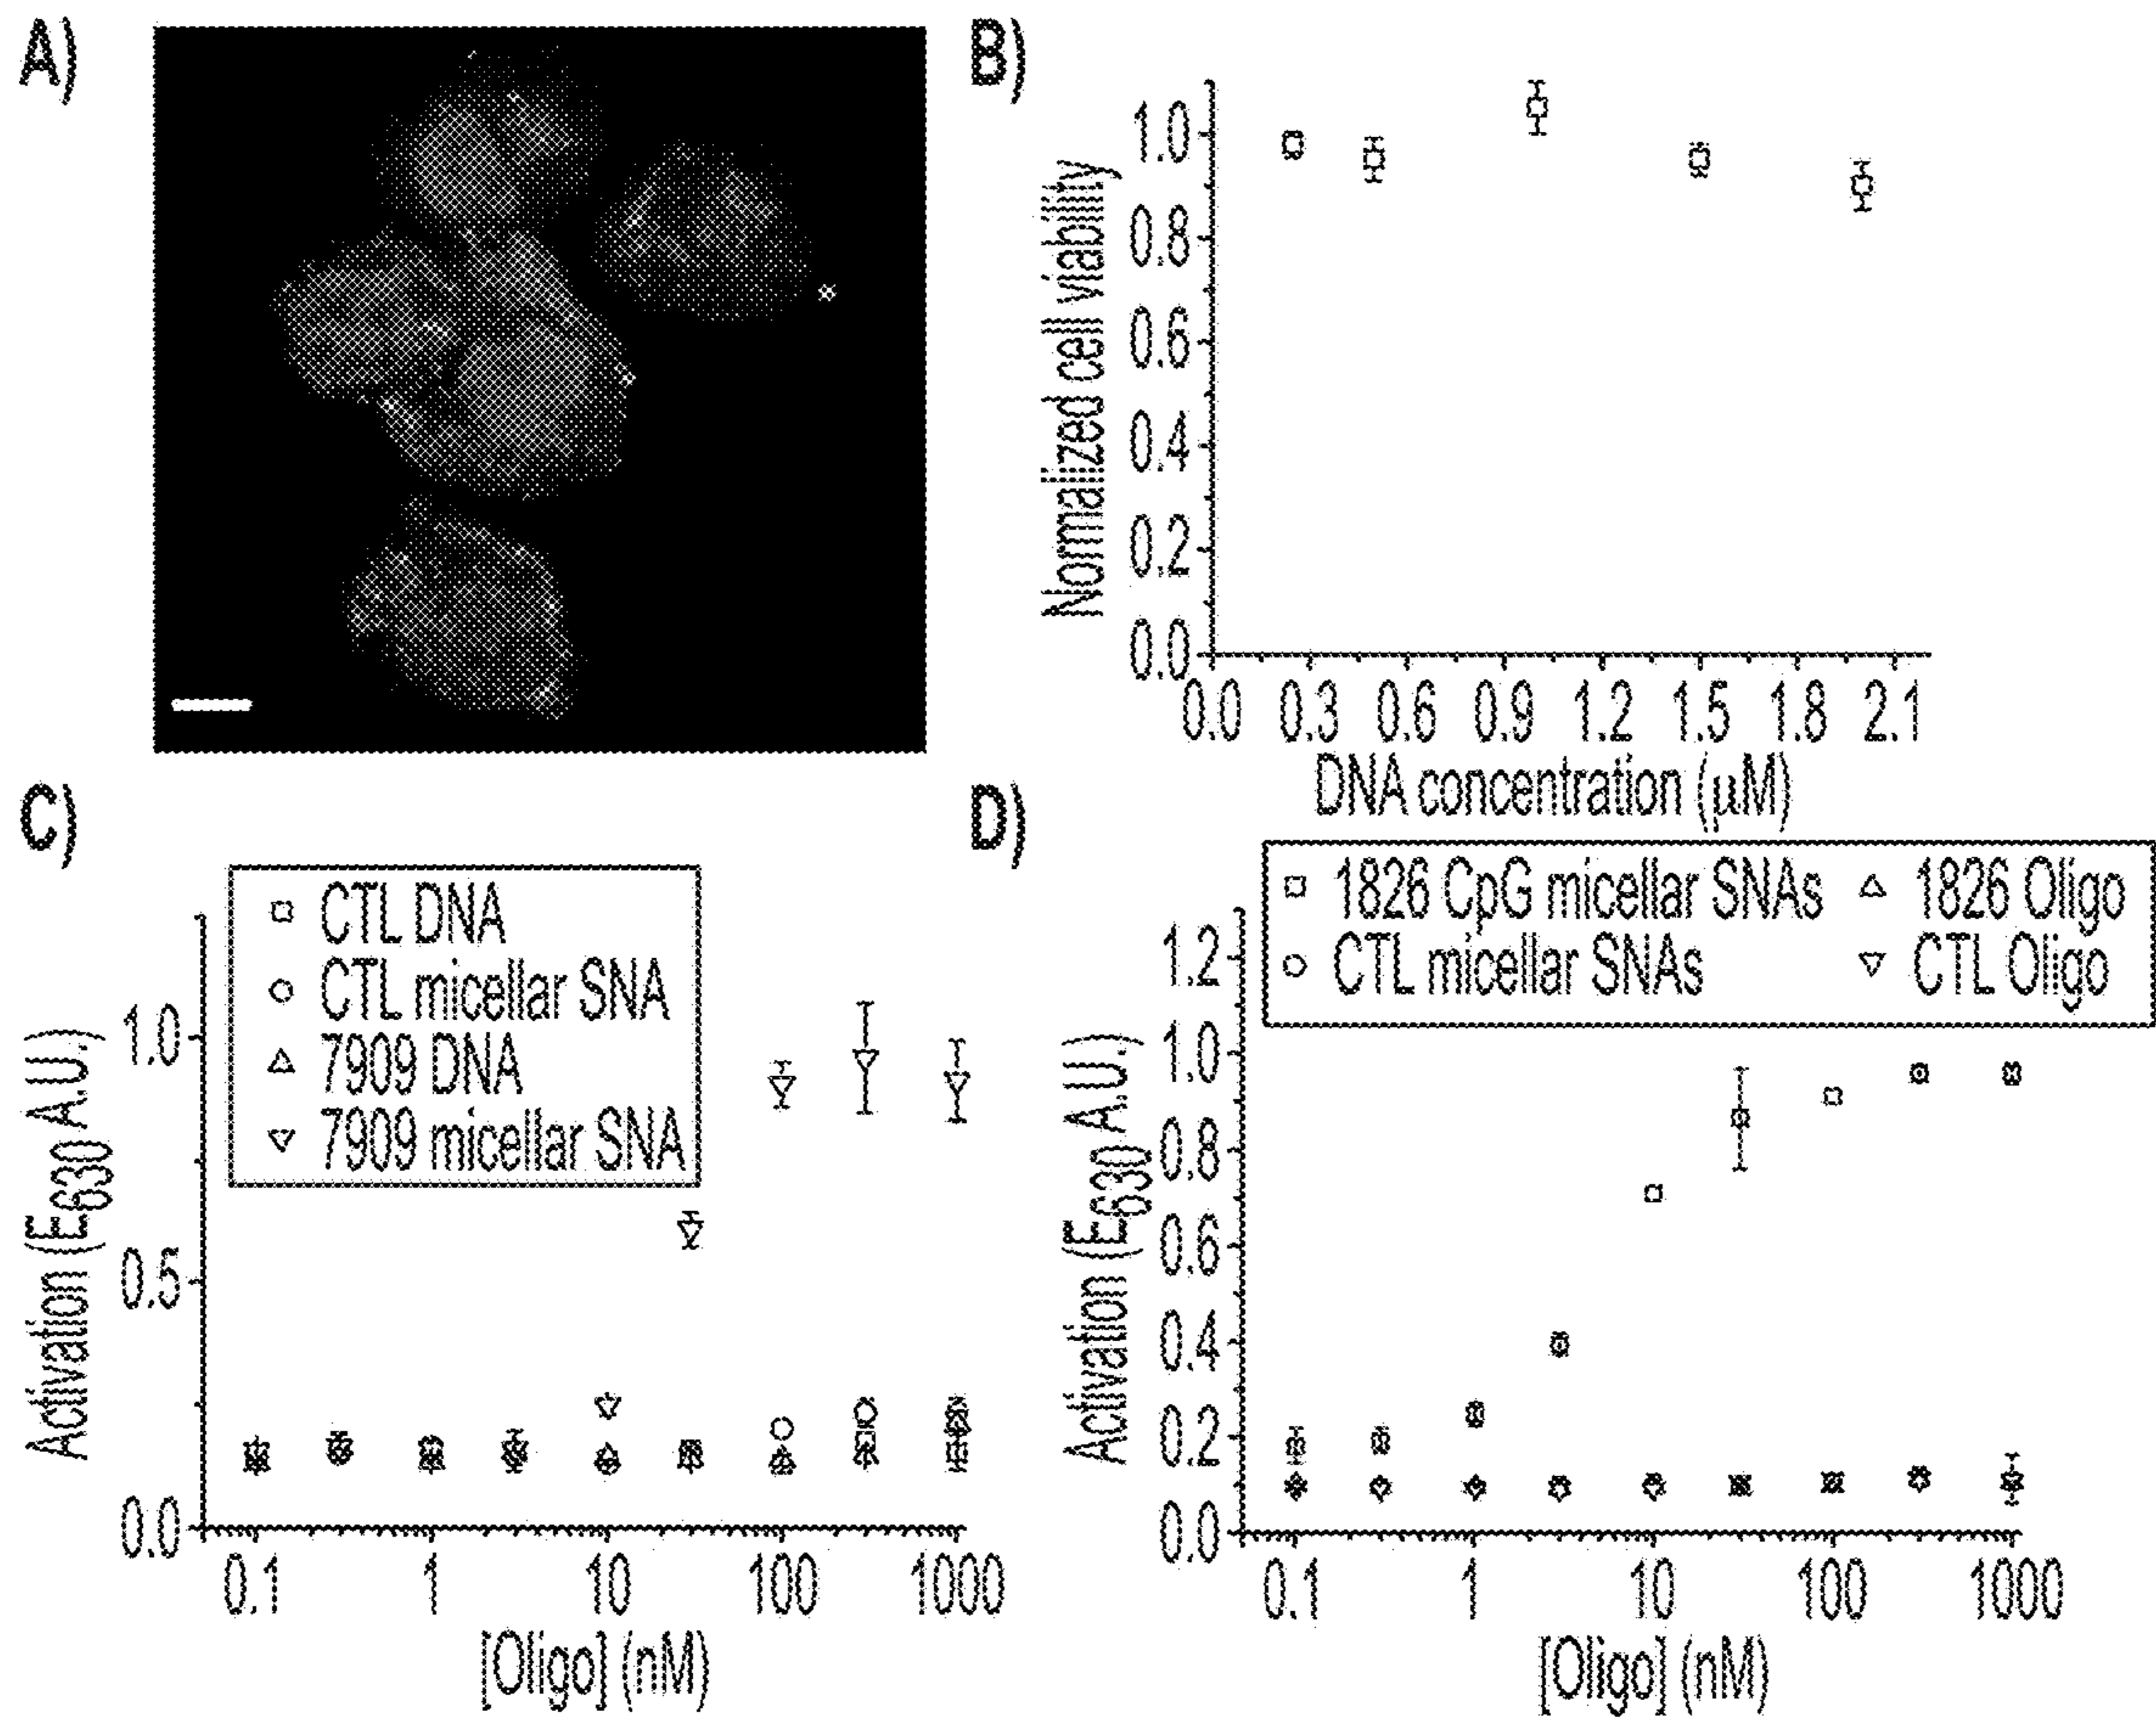 A)
B)
Normalized cell viability
1.0
0.8
0.6
0.4
0.2
0.0
0.0 0.3 0.6 0.9 1.2 1.5 1.8 2.1
DNA concentration (μM)
C)
CTL DNA
CTL micellar SNA
7909 DNA
7909 micellar SNA
Activation (E630 A.U.)
1.0
0.5
0.0
0.1 1 10 100 1000
[Oligo] (nM)
D)
1826 CpG micellar SNAs 1826 Oligo
CTL micellar SNAs CTL Oligo
Activation (E630 A.U.)
1.2
1.0
0.8
0.6
0.4
0.2
0.0
0.1 1 10 100 1000
[Oligo] (nM)